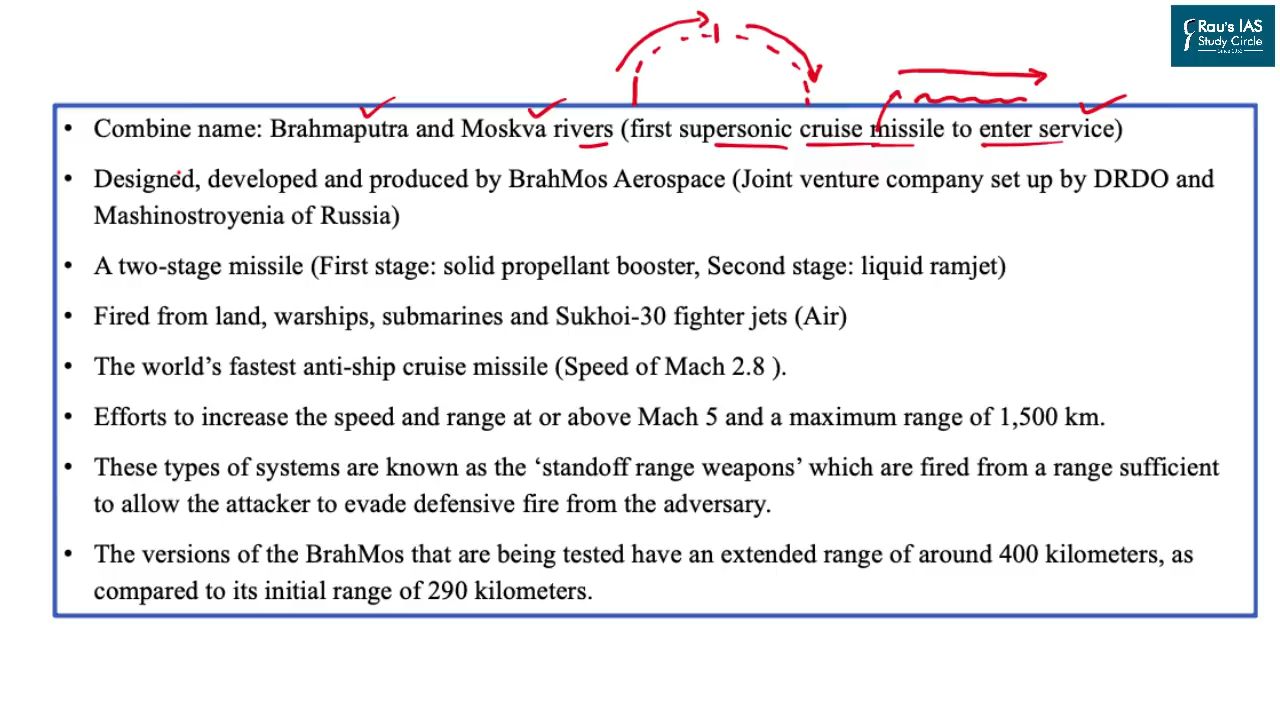 Rau's IAS
Study Circle
• Combine name: Brahmaputra and Moskva rivers (first supersonic cruise missile to enter service)
• Designed, developed and produced by BrahMos Aerospace (Joint venture company set up by DRDO and
Mashinostroyenia of Russia)
• A two-stage missile (First stage: solid propellant booster, Second stage: liquid ramjet)
• Fired from land, warships, submarines and Sukhoi-30 fighter jets (Air)
• The world’s fastest anti-ship cruise missile (Speed of Mach 2.8 ).
• Efforts to increase the speed and range at or above Mach 5 and a maximum range of 1,500 km.
• These types of systems are known as the ‘standoff range weapons’ which are fired from a range sufficient
to allow the attacker to evade defensive fire from the adversary.
• The versions of the BrahMos that are being tested have an extended range of around 400 kilometers, as
compared to its initial range of 290 kilometers.